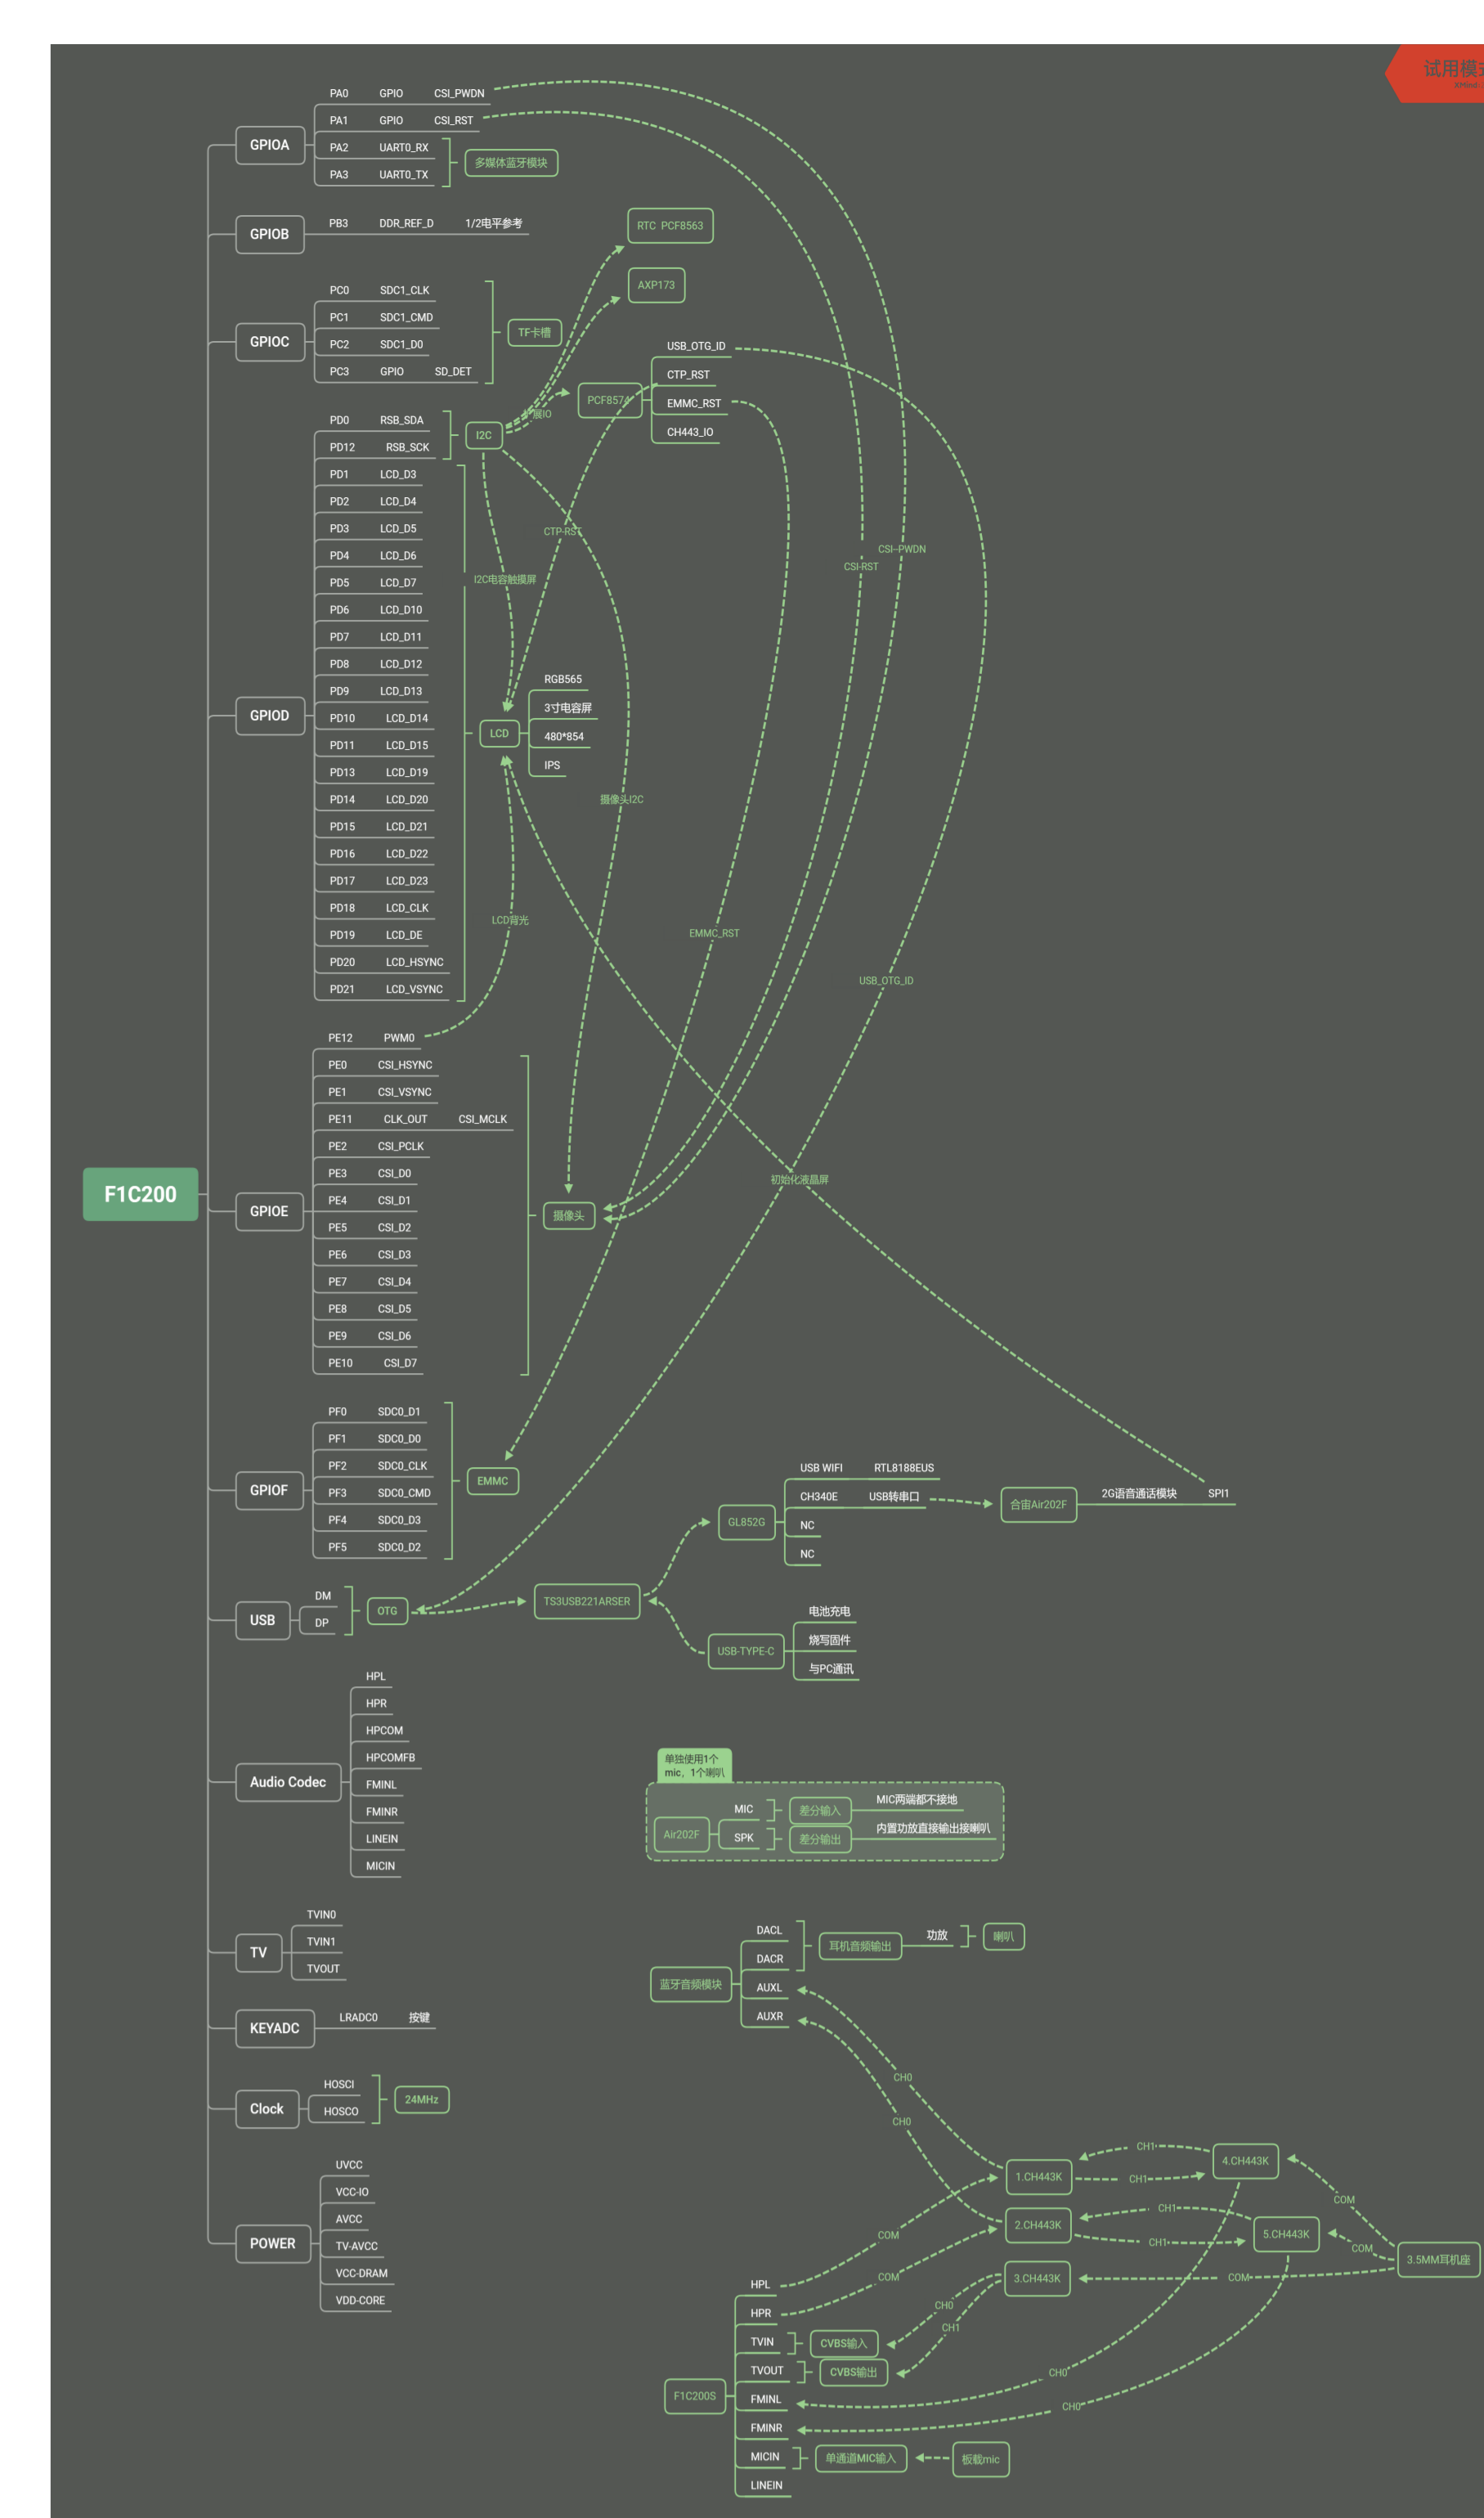 试用模
XMind
PA0 GPIO CSI_PWDN
PA1 GPIO CSI_RST
GPIOA
PA2 UART0_RX
PA3 UART0_TX
多媒体蓝牙模块
GPIOB
PB3 DDR_REF_D 1/2电平参考
RTC PCF8563
AXP173
PC0 SDC1_CLK
PC1 SDC1_CMD
GPIOC
PC2 SDC1_D0
PC3 GPIO SD_DET
TF卡槽
USB_OTG_ID
CTP_RST
PCF8574
EMMC_RST
CH443_IO
展IO
PD0 RSB_SDA
PD12 RSB_SCK
I2C
PD1 LCD_D3
PD2 LCD_D4
PD3 LCD_D5
PD4 LCD_D6
PD5 LCD_D7
PD6 LCD_D10
PD7 LCD_D11
PD8 LCD_D12
PD9 LCD_D13
GPIOD
PD10 LCD_D14
PD11 LCD_D15
PD13 LCD_D19
PD14 LCD_D20
PD15 LCD_D21
PD16 LCD_D22
PD17 LCD_D23
PD18 LCD_CLK
PD19 LCD_DE
PD20 LCD_HSYNC
PD21 LCD_VSYNC
CTP-RST
CSI--PWDN
CSI-RST
I2C电容触摸屏
LCD
RGB565
3寸电容屏
480*854
IPS
摄像头I2C
LCD背光
EMMC_RST
USB_OTG_ID
PE12 PWM0
PE0 CSI_HSYNC
PE1 CSI_VSYNC
PE11 CLK_OUT CSI_MCLK
PE2 CSI_PCLK
PE3 CSI_D0
初始化液晶屏
F1C200
GPIOE
PE4 CSI_D1
摄像头
PE5 CSI_D2
PE6 CSI_D3
PE7 CSI_D4
PE8 CSI_D5
PE9 CSI_D6
PE10 CSI_D7
PF0 SDC0_D1
PF1 SDC0_D0
PF2 SDC0_CLK
GPIOF
EMMC
PF3 SDC0_CMD
PF4 SDC0_D3
PF5 SDC0_D2
USB WIFI RTL8188EUS
CH340E USB转串口
合宙Air202F
2G语音通话模块 SPI1
GL852G
NC
NC
USB
DM
DP
OTG
TS3USB221ARSER
USB-TYPE-C
电池充电
烧写固件
与PC通讯
HPL
HPR
HPCOM
HPCOMFB
Audio Codec
FMINL
FMINR
LINEIN
MICIN
单独使用1个
mic，1个喇叭
Air202F
MIC 差分输入 MIC两端都不接地
SPK 差分输出 内置功放直接输出接喇叭
TVIN0
TV
TVIN1
TVOUT
DACL
DACR
耳机音频输出 功放 喇叭
蓝牙音频模块
AUXL
AUXR
KEYADC
LRADC0 按键
Clock
HOSCI
HOSCO
24MHz
CH0
CH0
UVCC
VCC-IO
AVCC
POWER
TV-AVCC
VCC-DRAM
VDD-CORE
CH1
4.CH443K
1.CH443K
CH1
COM
CH1
2.CH443K
5.CH443K
COM
CH1
COM
3.5MM耳机座
COM
3.CH443K
COM
HPL
CH0
HPR
CH1
TVIN CVBS输入
TVOUT CVBS输出
CH0
F1C200S
FMINL
CH0
FMINR
MICIN 单通道MIC输入 板载mic
LINEIN